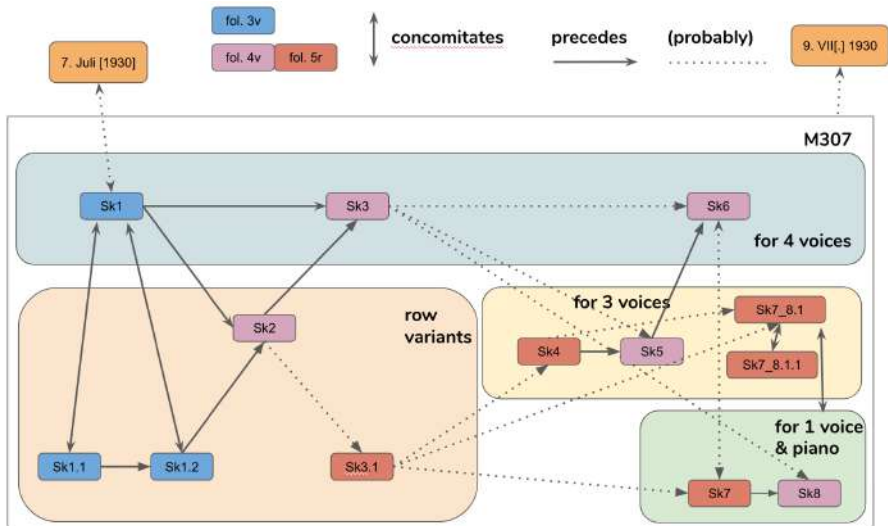 fol. 3v
concomitates
precedes
(probably)
7. Juli [1930]
fol. 4v
fol. 5r
9. VII[.] 1930
M307
Sk1
Sk3
Sk6
for 4 voices
row
variants
for 3 voices
Sk7_8.1
Sk2
Sk4
Sk5
Sk7_8.1.1
for 1 voice
& piano
Sk1.1
Sk1.2
Sk3.1
Sk7
Sk8